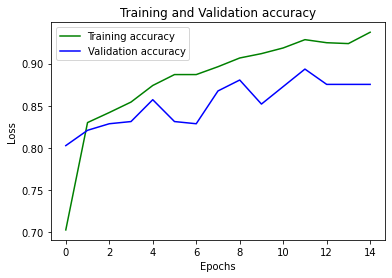 Training and Validation accuracy
Training accuracy
Validation accuracy
Loss
0.90
0.85
0.80
0.75
0.70
0 2 4 6 8 10 12 14
Epochs